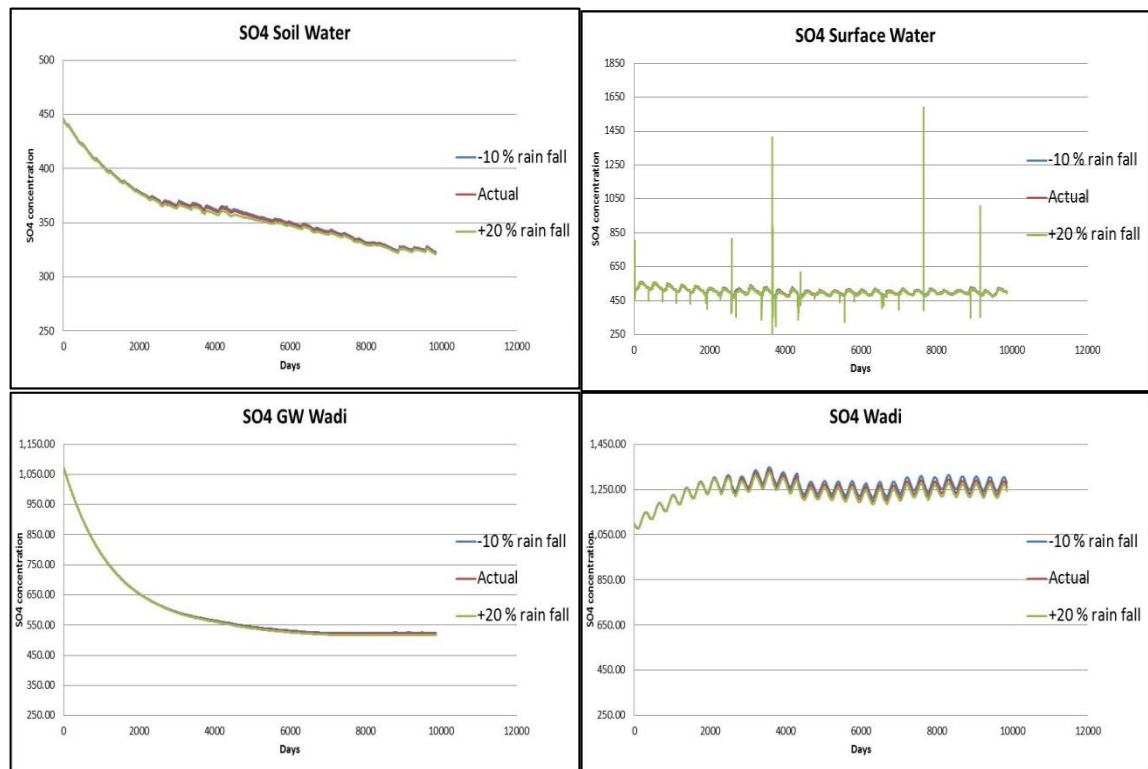 SO4 Soil Water
500
450
400
350
300
250
SO4 concentration
0 2000 4000 6000 8000 10000 12000
Days
-10 % rain fall
Actual
+20 % rain fall
SO4 Surface Water
1850
1650
1450
1250
1050
850
650
450
250
SO4 concentration
0 2000 4000 6000 8000 10000 12000
Days
-10 % rain fall
Actual
+20 % rain fall
SO4 GW Wadi
1,150.00
1,050.00
950.00
850.00
750.00
650.00
550.00
450.00
350.00
250.00
SO4 concentration
0 2000 4000 6000 8000 10000 12000
Days
-10 % rain fall
Actual
+20 % rain fall
SO4 Wadi
1,450.00
1,250.00
1,050.00
850.00
650.00
450.00
250.00
SO4 concentration
0 2000 4000 6000 8000 10000 12000
Days
-10 % rain fall
Actual
+20 % rain fall